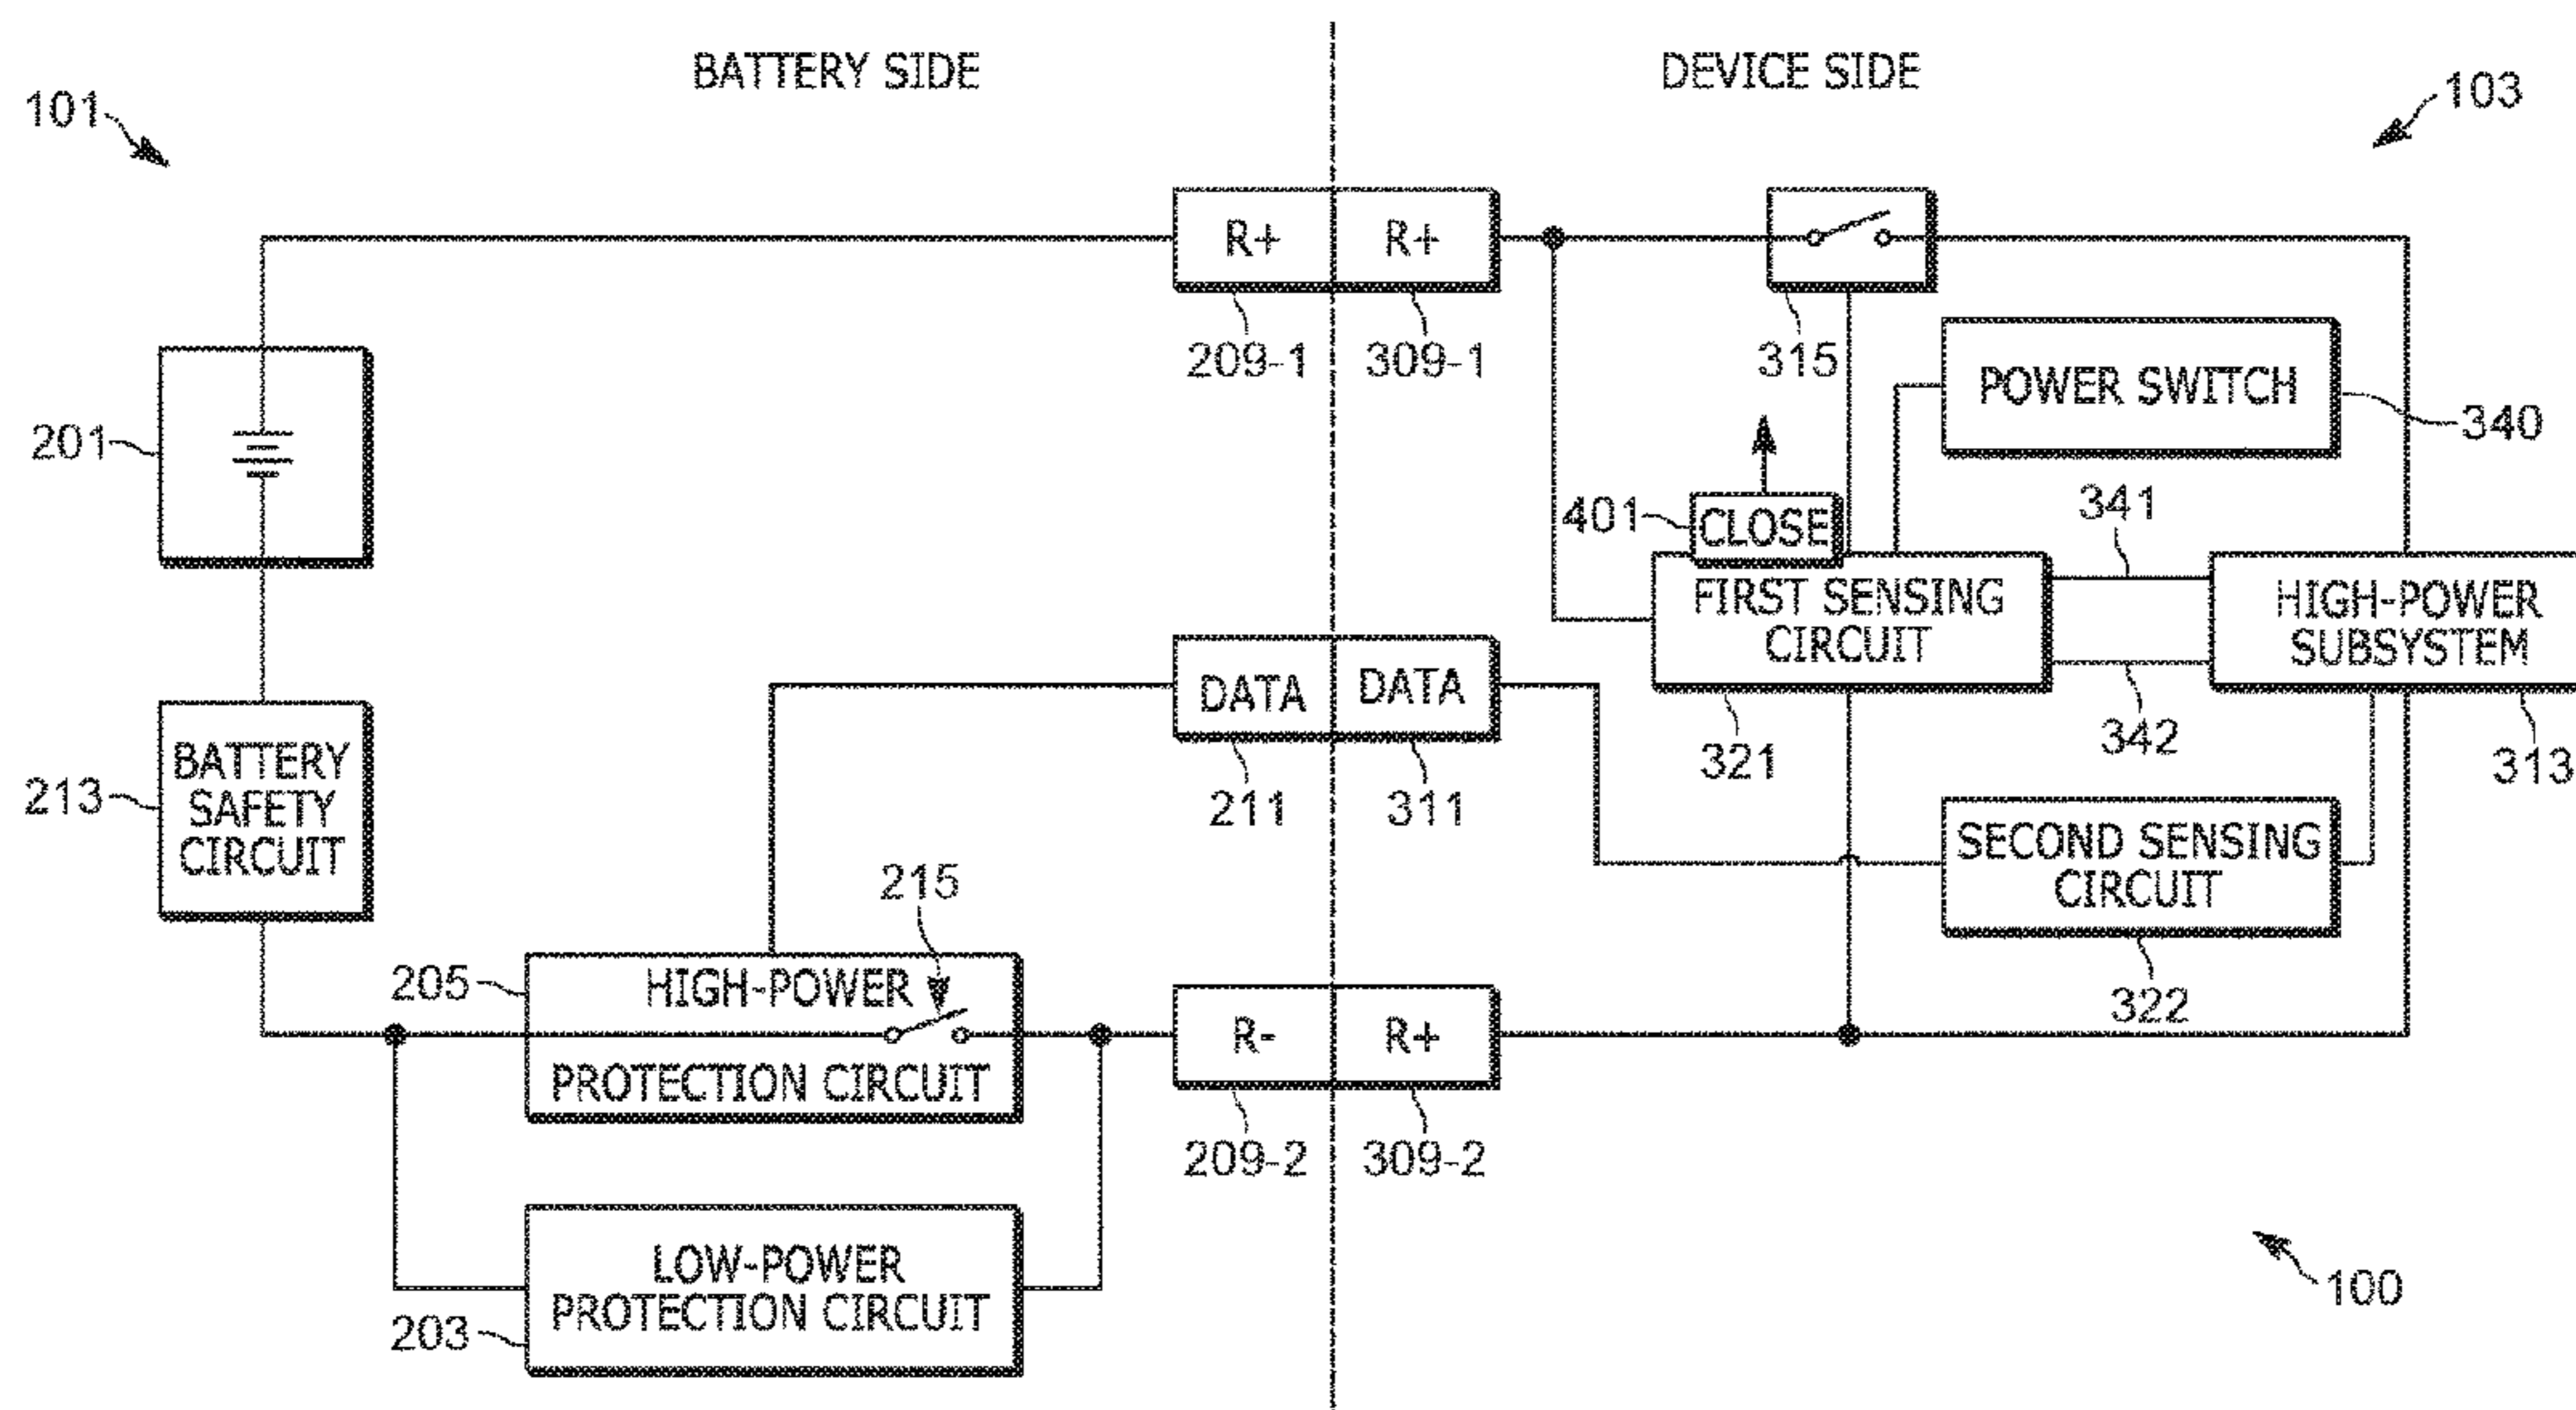 BATTERY SIDE
DEVICE SIDE
101
103
R+
R+
209-1
309-1
315
POWER SWITCH
340
201
401
CLOSE
341
FIRST SENSING
CIRCUIT
HIGH-POWER
SUBSYSTEM
DATA
DATA
211
311
321
342
313
BATTERY
SAFETY
CIRCUIT
213
SECOND SENSING
CIRCUIT
322
215
205
HIGH-POWER
PROTECTION CIRCUIT
R-
R+
209-2
309-2
LOW-POWER
PROTECTION CIRCUIT
203
100